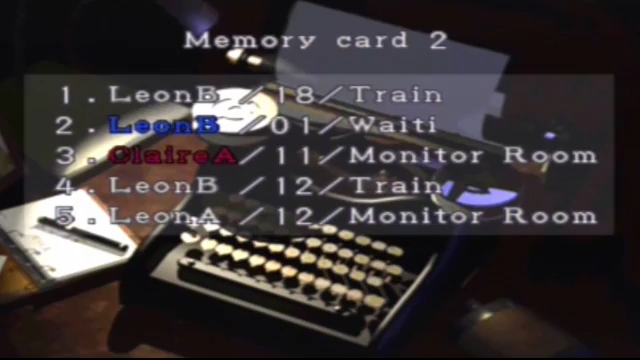 Memory card 2
1. LeonB /18/Train
2. LeonB /01/Waiti
3. ClaireA/11/Monitor Room
4. LeonB /12/Train
5. LeonA /12/Monitor Room